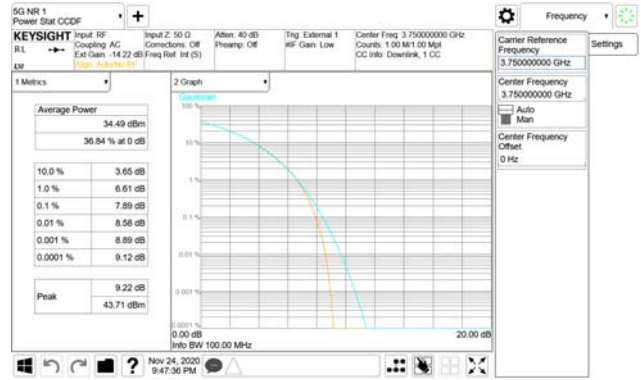 5G NR 1
Power Stat CCDF
Frequency
KEYSIGHT
RL
Input: RF
Coupling: AC
Ext Gain: -14.22 dB
Align: Auto/No RF
Input Z: 50 Ω
Corrections: Off
Freq Ref: Int (S)
Atten: 40 dB
Preamp: Off
Trig: External 1
#IF Gain: Low
Center Freq: 3.750000000 GHz
Counts: 1.00 M/1.00 Mpt
CC Info: Downlink, 1 CC
Carrier Reference Frequency
3.750000000 GHz
Settings
Center Frequency
3.750000000 GHz
Auto
Man
Center Frequency Offset
0 Hz
1 Metrics
Average Power
34.49 dBm
36.84 % at 0 dB
10.0 % 3.65 dB
1.0 % 6.61 dB
0.1 % 7.89 dB
0.01 % 8.58 dB
0.001 % 8.89 dB
0.0001 % 9.12 dB
Peak
9.22 dB
43.71 dBm
2 Graph
Gaussian
100 %
10 %
1 %
0.1 %
0.01 %
0.001 %
0.0001 %
0.00 dB
20.00 dB
Info BW 100.00 MHz
?
Nov 24, 2020
9:47:36 PM